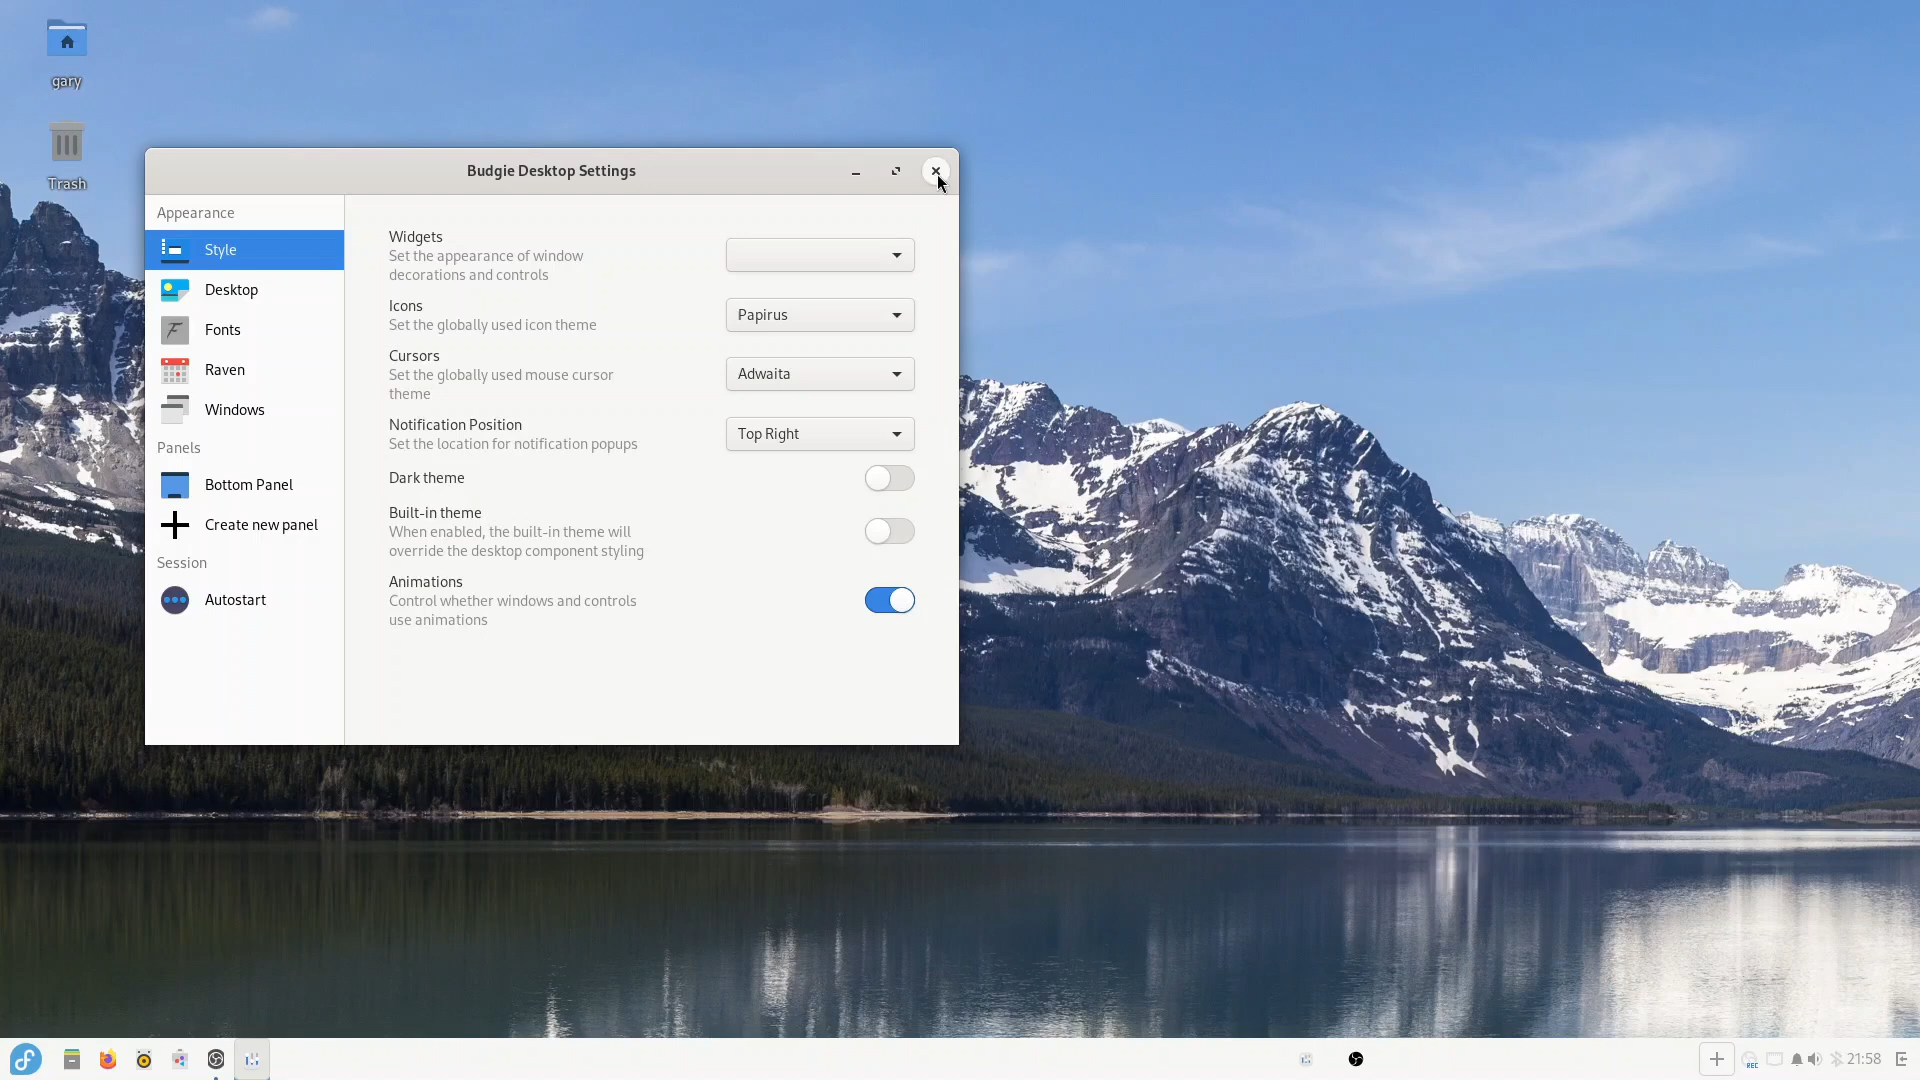 gary
Trash
Budgie Desktop Settings
Appearance
Style
Desktop
Fonts
Raven
Windows
Panels
Bottom Panel
Create new panel
Session
Autostart
Widgets
Set the appearance of window
decorations and controls
Icons
Set the globally used icon theme
Papirus
Cursors
Set the globally used mouse cursor
theme
Adwaita
Notification Position
Set the location for notification popups
Top Right
Dark theme
Built-in theme
When enabled, the built-in theme will
override the desktop component styling
Animations
Control whether windows and controls
use animations
REC
21:58